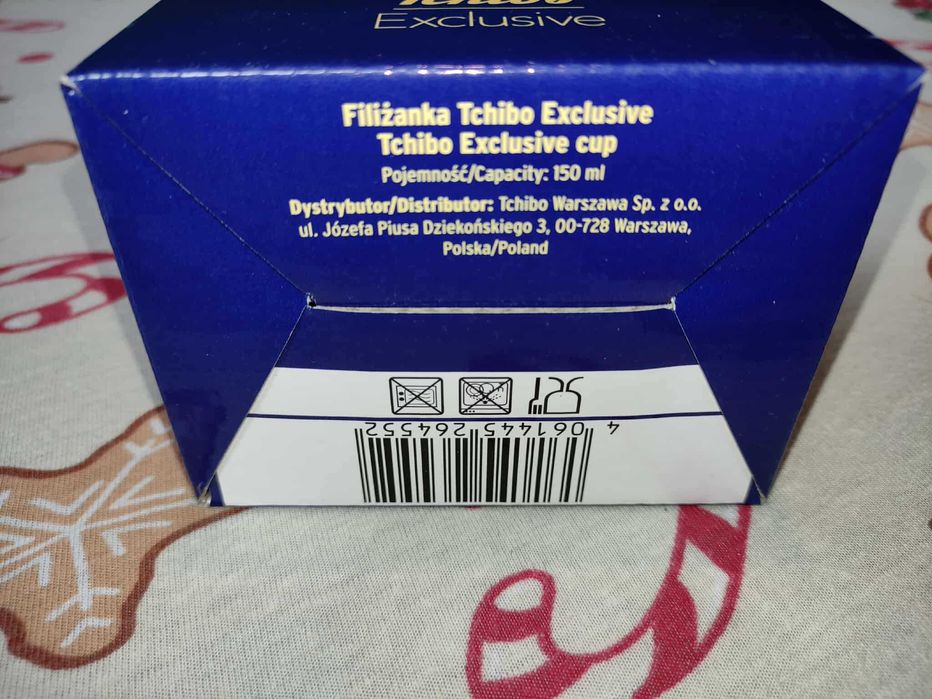 Tchibo
Exclusive
Filiżanka Tchibo Exclusive
Tchibo Exclusive cup
Pojemność/Capacity: 150 ml
Dystrybutor/Distributor: Tchibo Warszawa Sp. z o.o.
ul. Józefa Piusa Dziekońskiego 3, 00-728 Warszawa,
Polska/Poland
4 061445 264552